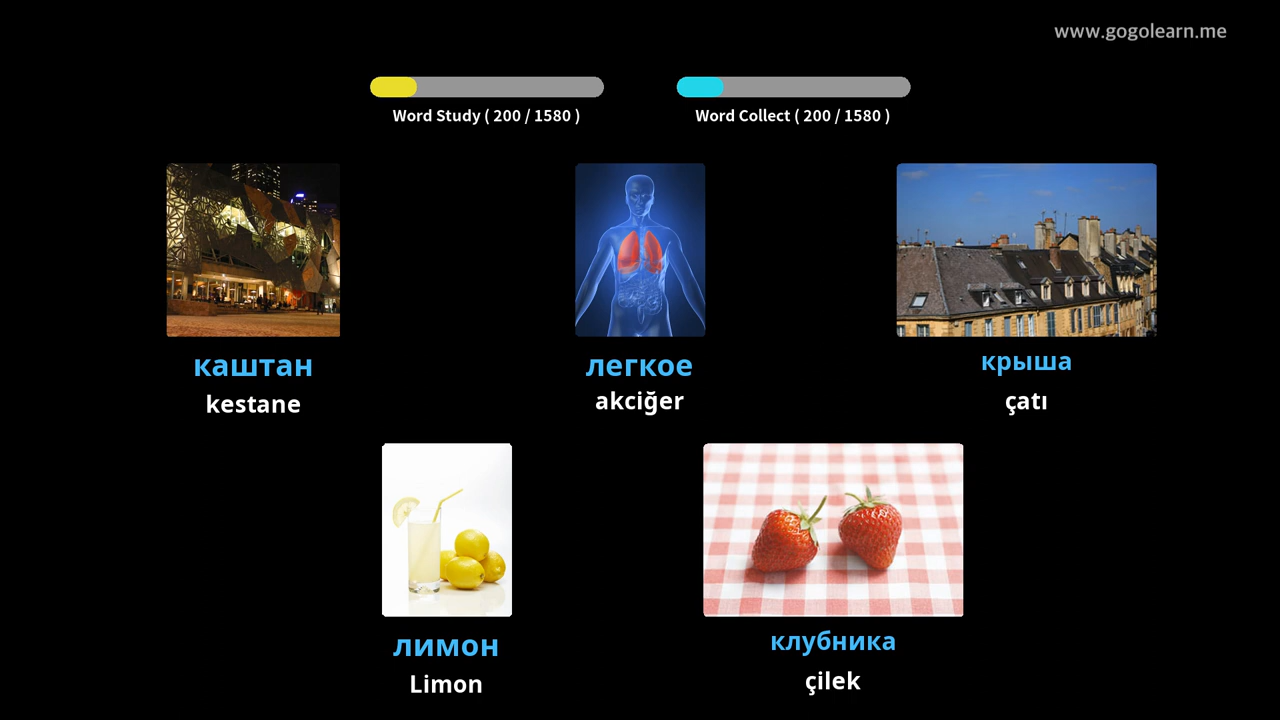 www.gogolearn.me
Word Study ( 200 / 1580 )
Word Collect ( 200 / 1580 )
каштан
kestane
легкое
akciğer
крыша
çatı
лимон
Limon
клубника
çilek